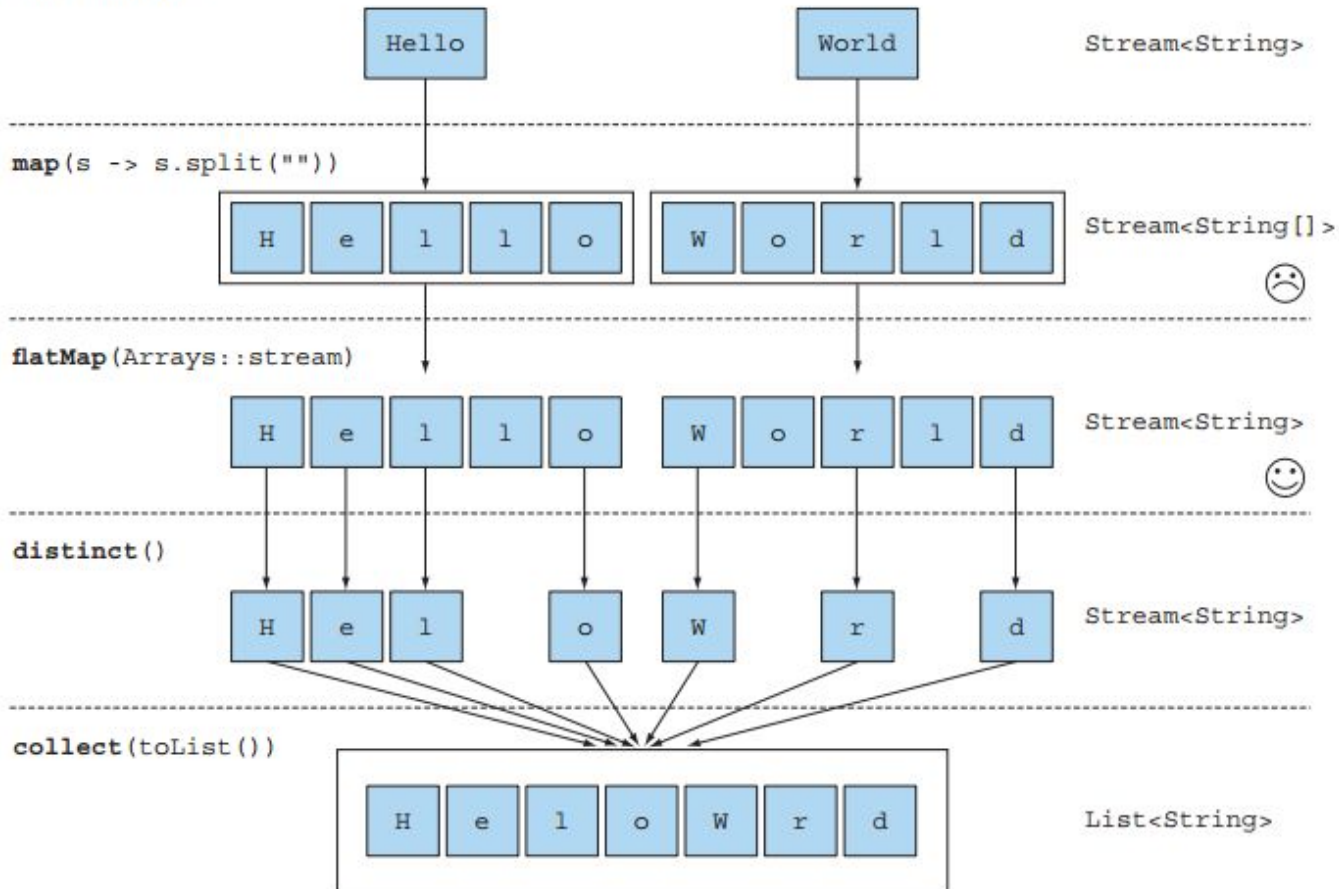 Hello World Stream<String>
map(s -> s.split(""))
H e l l o W o r l d Stream<String[]>
flatMap(Arrays::stream)
H e l l o W o r l d Stream<String>
distinct()
H e l o W r d Stream<String>
collect(toList())
H e l o W r d List<String>